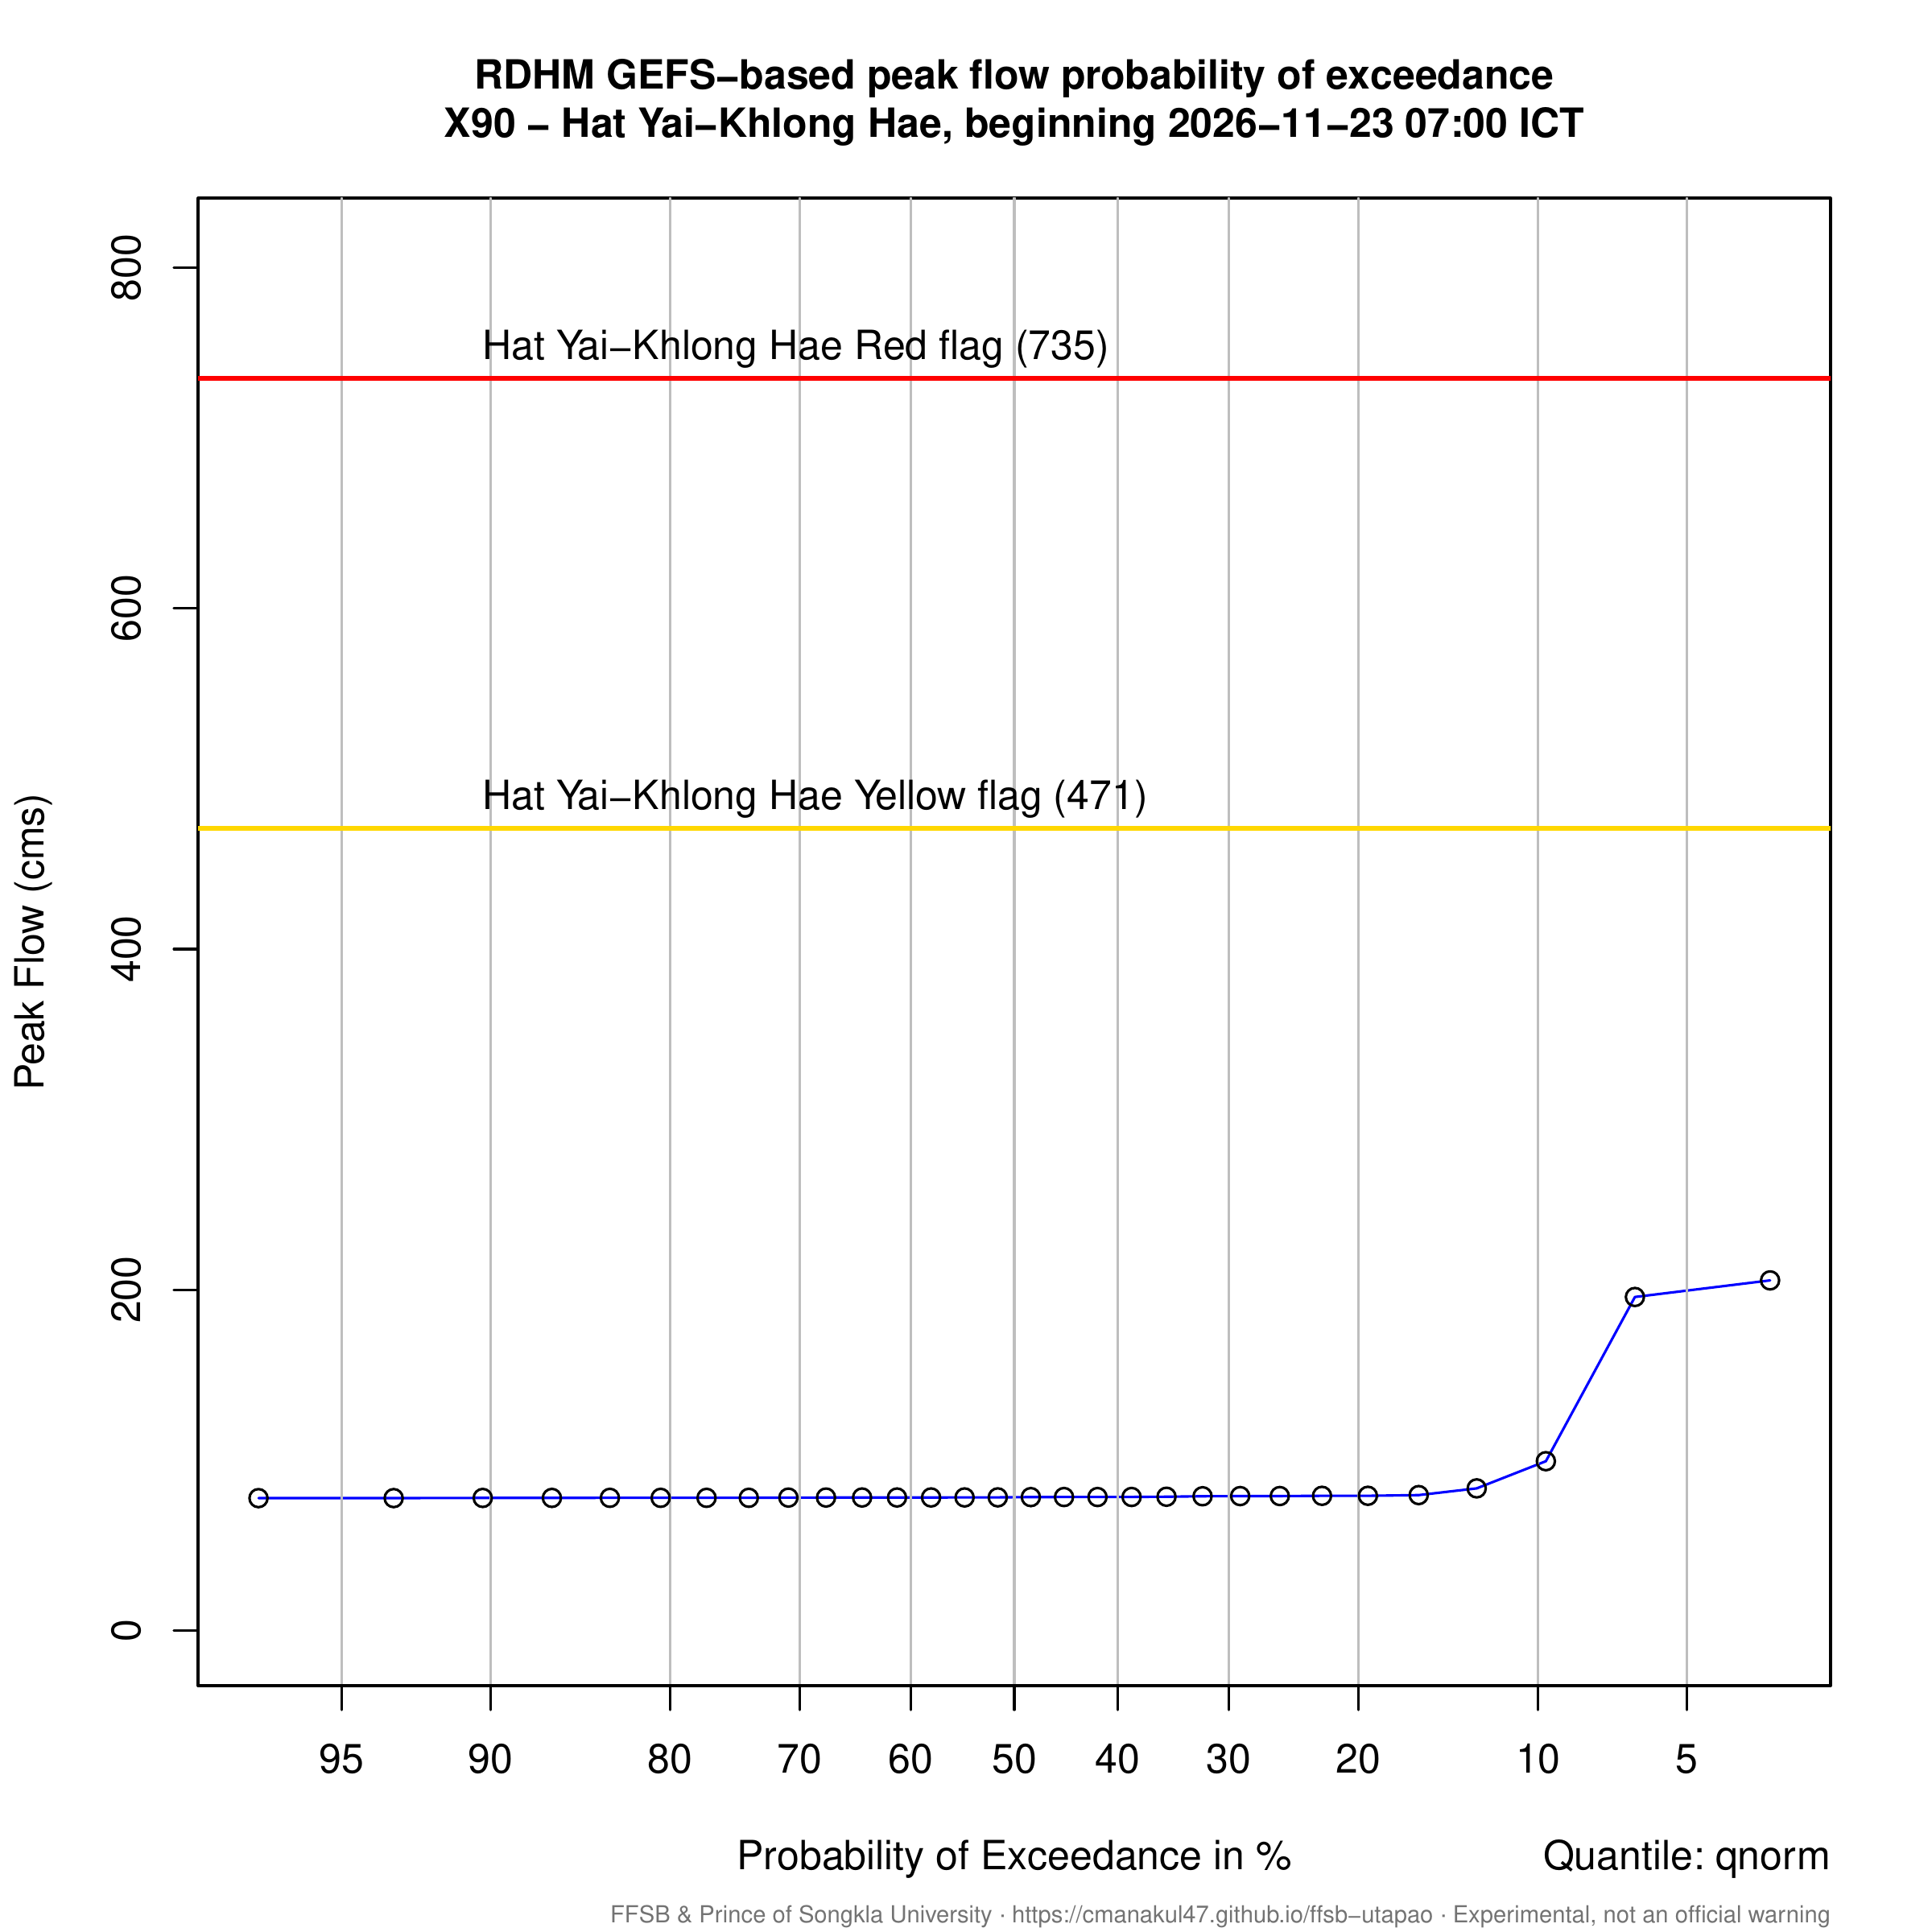 RDHM GEFS−based peak flow probability of exceedance
X90 − Hat Yai−Khlong Hae, beginning 2026−11−23 07:00 ICT
800
Hat Yai−Khlong Hae Red flag (735)
600
Hat Yai−Khlong Hae Yellow flag (471)
400
Peak Flow (cms)
200
0
95 90 80 70 60 50 40 30 20 10 5
Probability of Exceedance in %
Quantile: qnorm
FFSB & Prince of Songkla University · https://cmanakul47.github.io/ffsb−utapao · Experimental, not an official warning